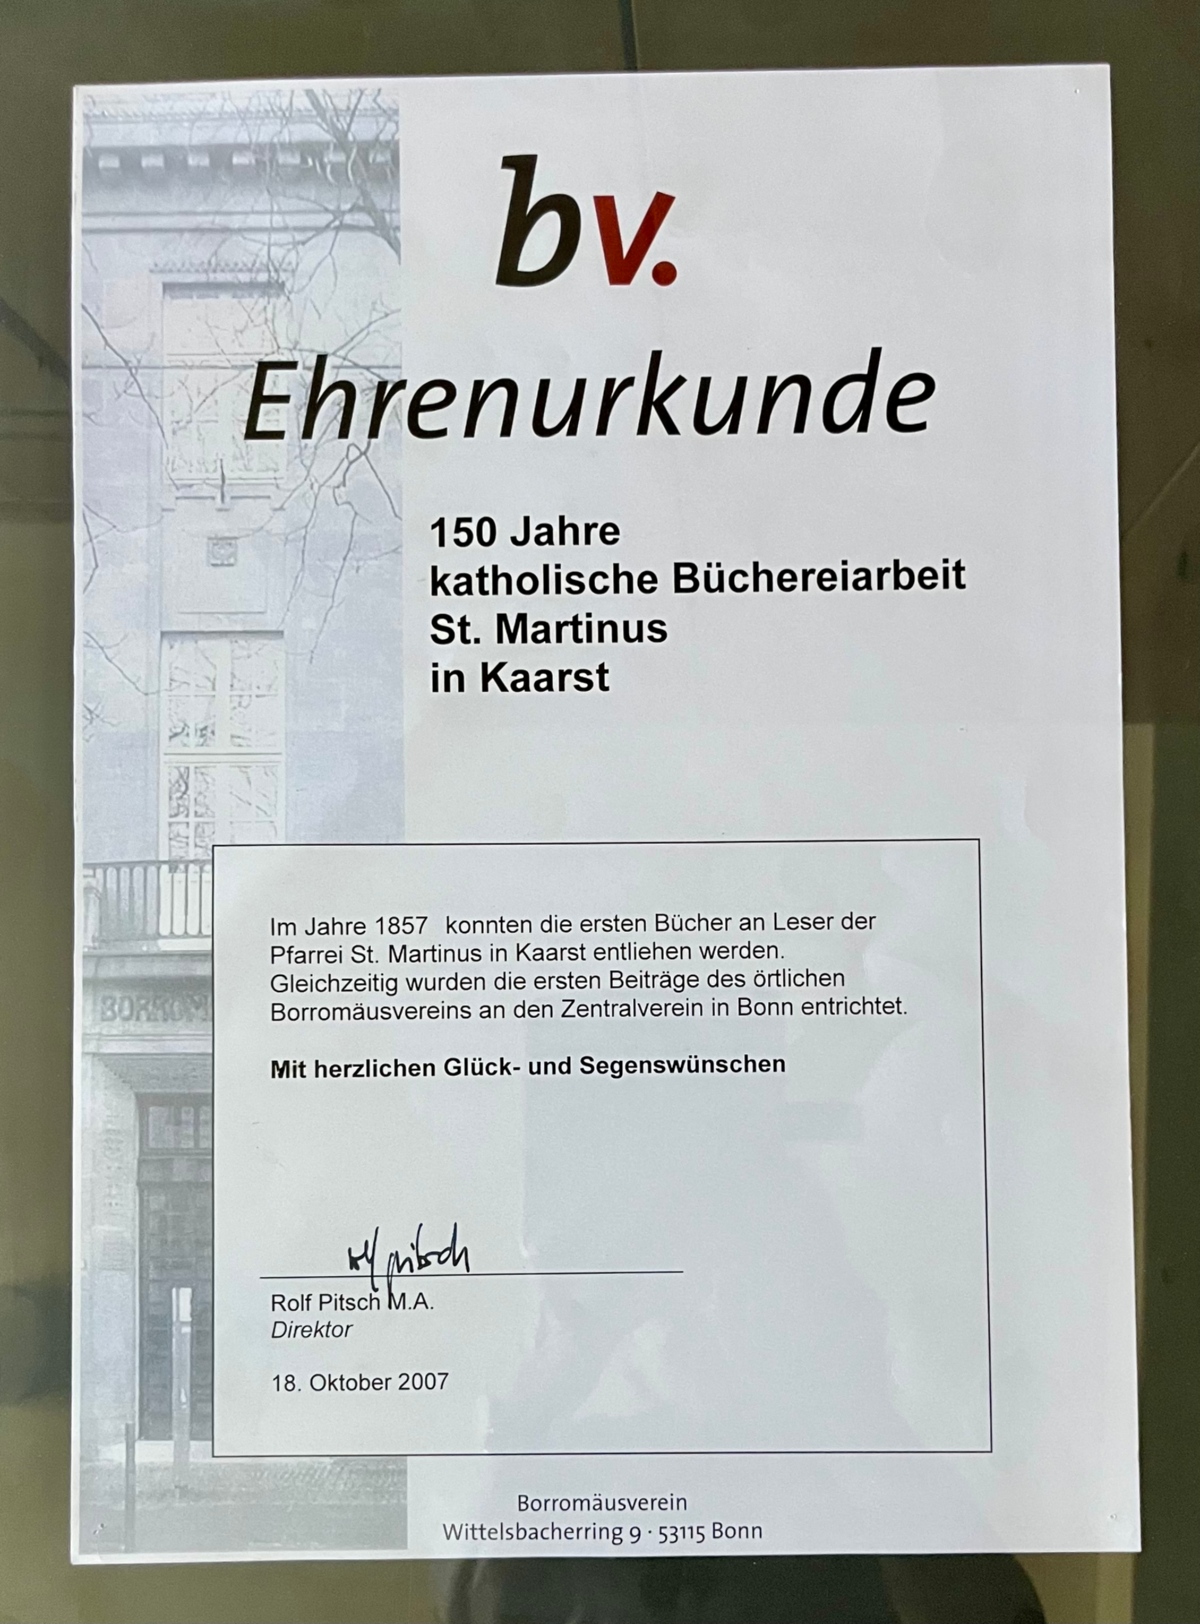 bv.
Ehrenurkunde
150 Jahre
katholische Büchereiarbeit
St. Martinus
in Kaarst
Im Jahre 1857 konnten die ersten Bücher an Leser der
Pfarrei St. Martinus in Kaarst entliehen werden.
Gleichzeitig wurden die ersten Beiträge des örtlichen
Borromäusvereins an den Zentralverein in Bonn entrichtet.
Mit herzlichen Glück- und Segenswünschen
BORROM
Rolf Pitsch
Rolf Pitsch M.A.
Direktor
18. Oktober 2007
Borromäusverein
Wittelsbacherring 9 · 53115 Bonn